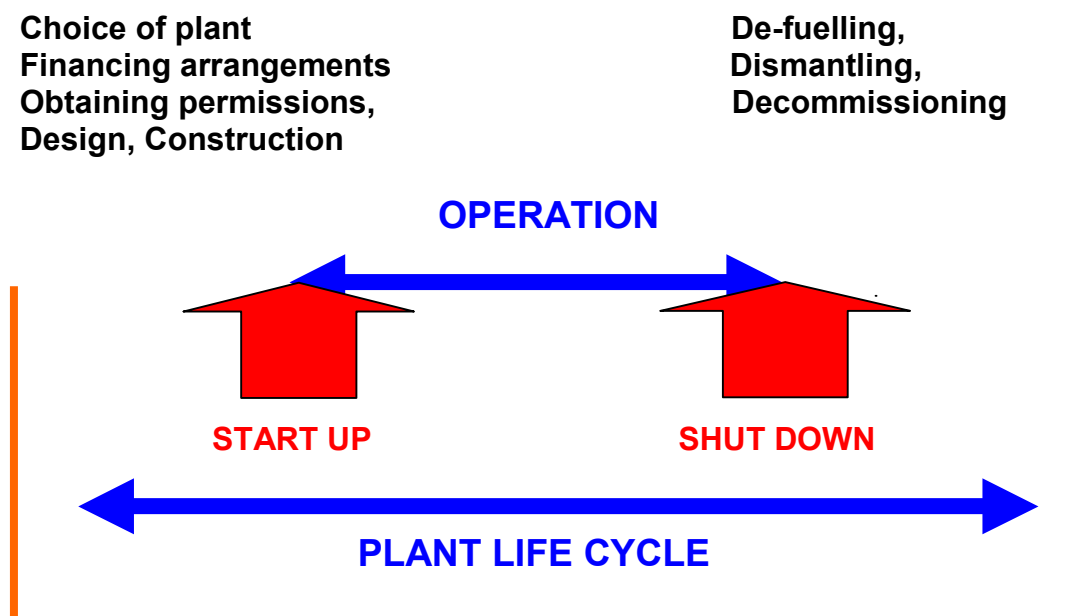 Choice of plant
Financing arrangements
Obtaining permissions,
Design, Construction
De-fuelling,
Dismantling,
Decommissioning
OPERATION
START UP
SHUT DOWN
PLANT LIFE CYCLE